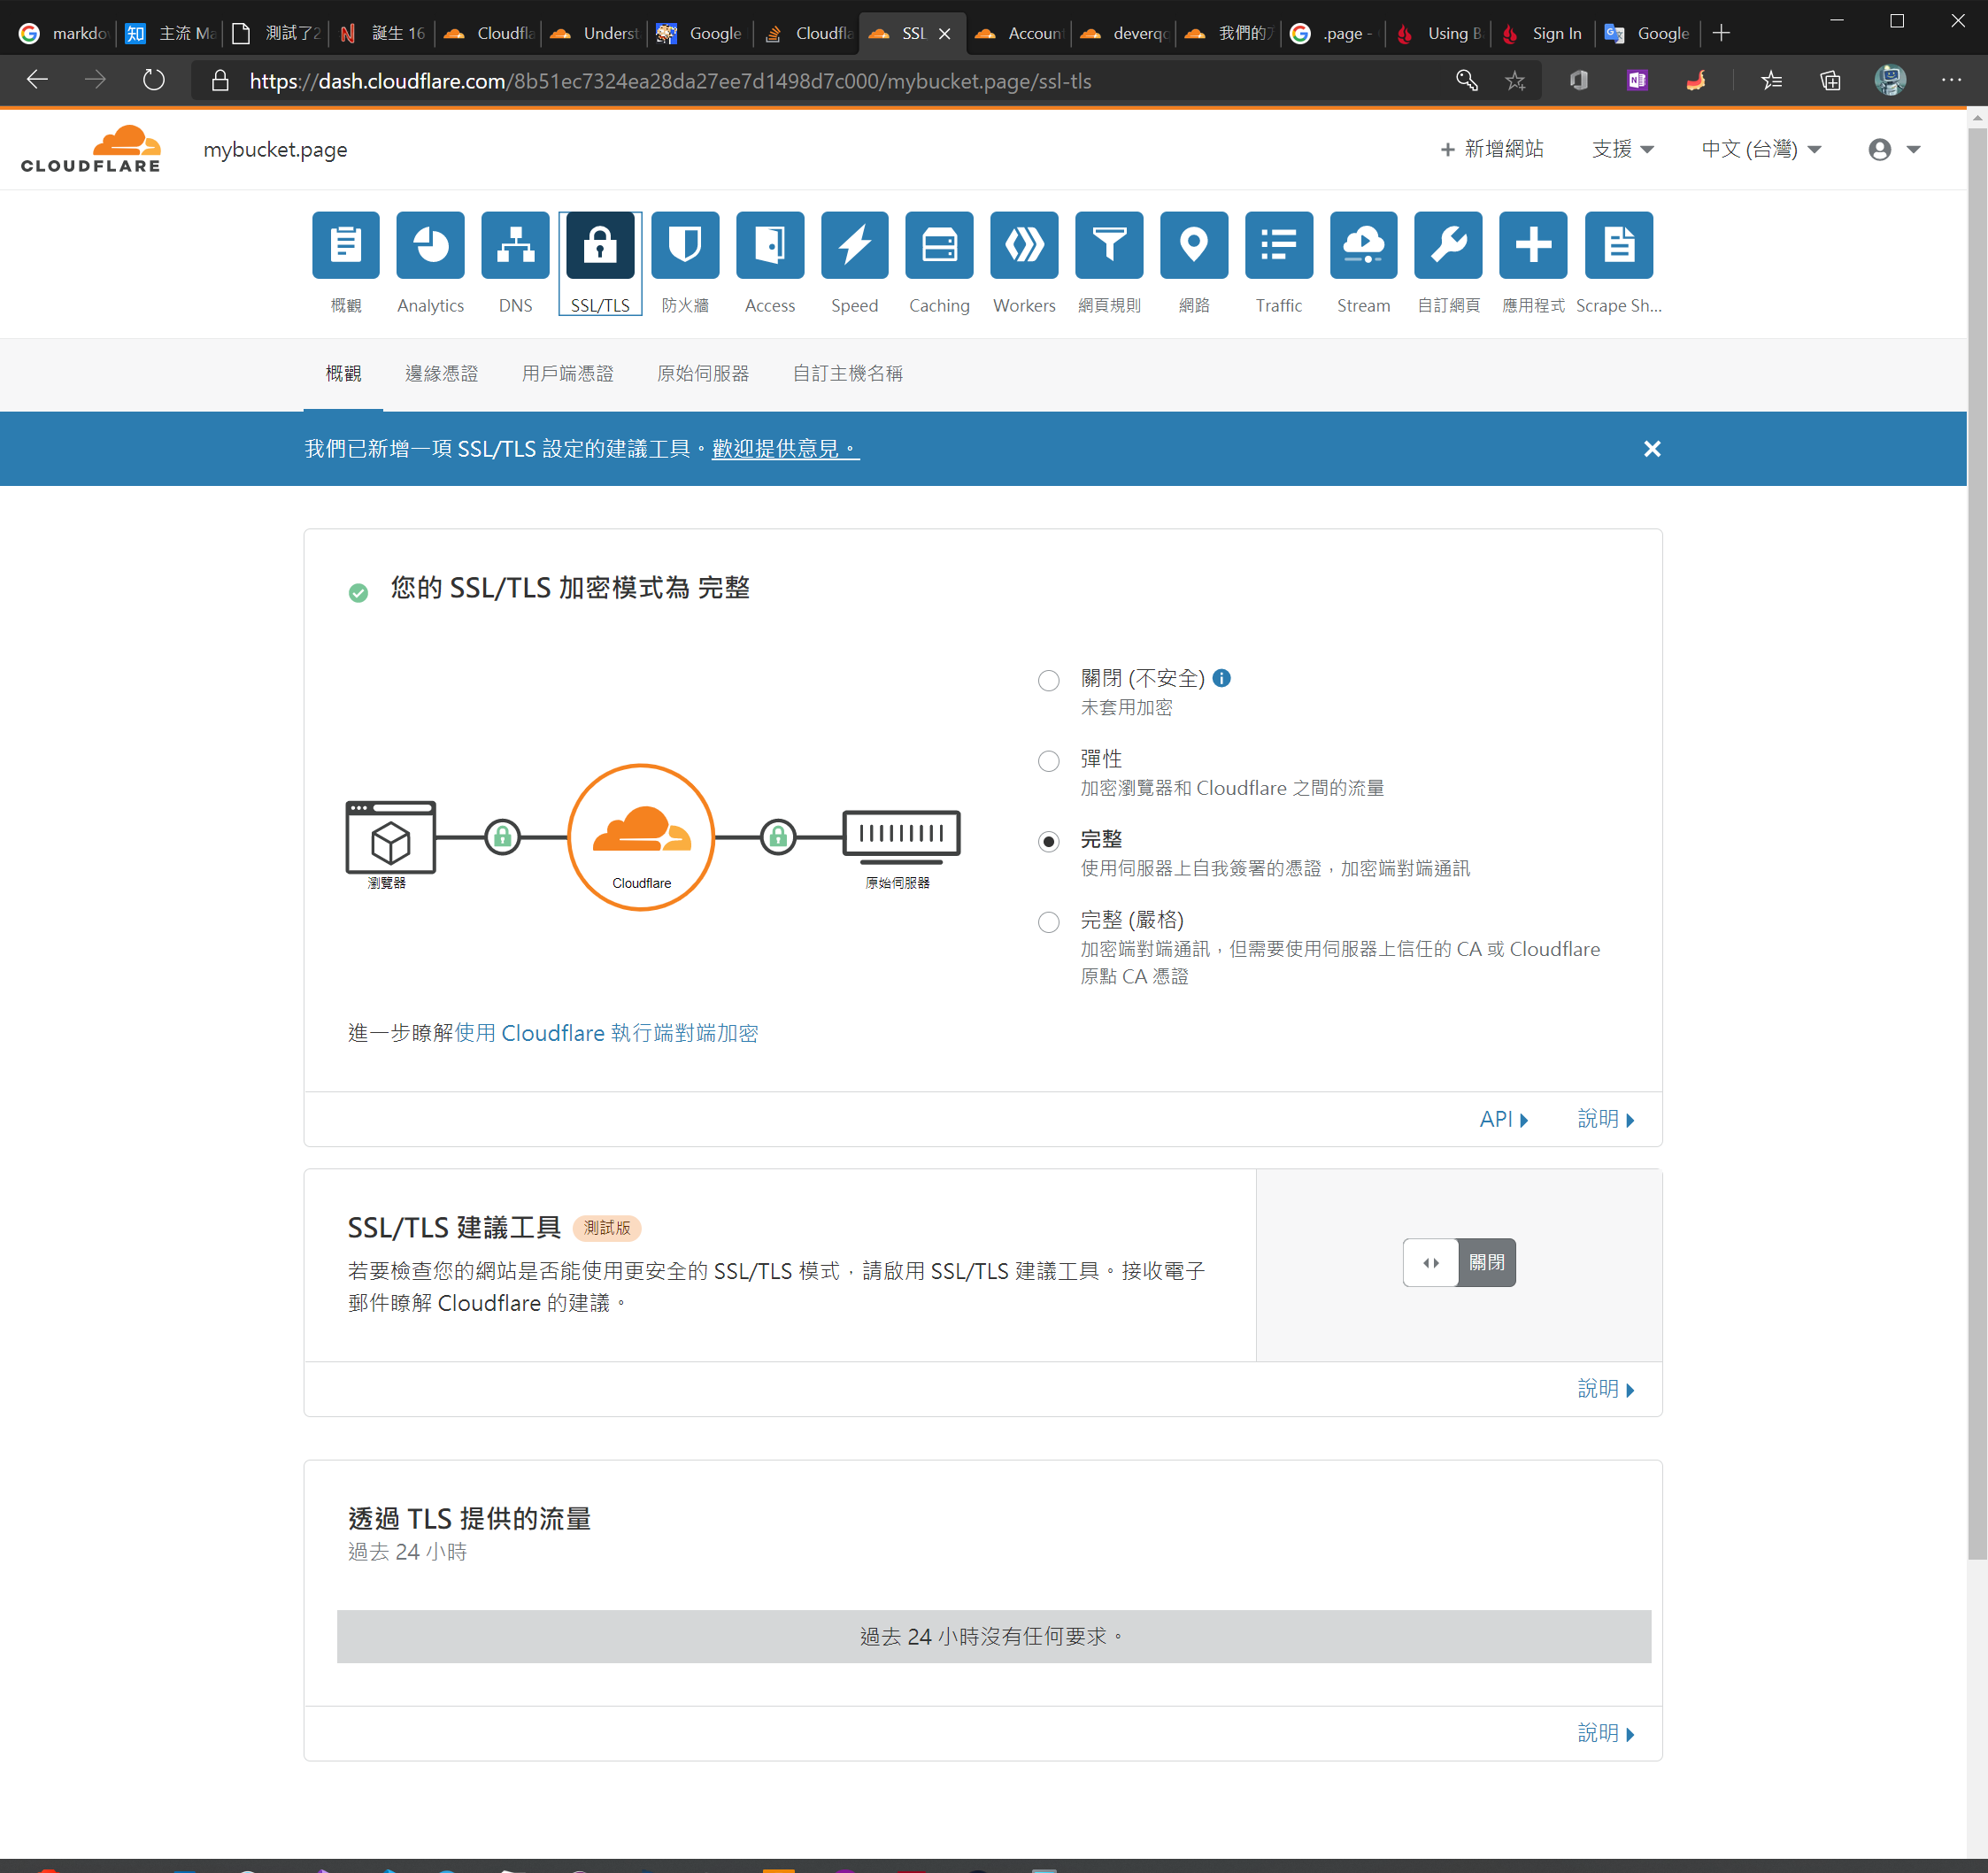 markdo 主流 Ma 測試了2 誕生 16 Cloudfla Underst Google Cloudfla SSL Account deverqc 我們的 .page - Using B Sign In Google
https://dash.cloudflare.com/8b51ec7324ea28da27ee7d1498d7c000/mybucket.page/ssl-tls
CLOUDFLARE mybucket.page + 新增網站 支援 中文 (台灣)
概觀 Analytics DNS SSL/TLS 防火牆 Access Speed Caching Workers 網頁規則 網路 Traffic Stream 自訂網頁 應用程式 Scrape Sh...
概觀 邊緣憑證 用戶端憑證 原始伺服器 自訂主機名稱
我們已新增一項 SSL/TLS 設定的建議工具。歡迎提供意見。
您的 SSL/TLS 加密模式為 完整
瀏覽器 Cloudflare 原始伺服器
關閉 (不安全)
未套用加密
彈性
加密瀏覽器和 Cloudflare 之間的流量
完整
使用伺服器上自我簽署的憑證，加密端對端通訊
完整 (嚴格)
加密端對端通訊，但需要使用伺服器上信任的 CA 或 Cloudflare
原點 CA 憑證
進一步瞭解使用 Cloudflare 執行端對端加密
API 說明
SSL/TLS 建議工具 測試版
若要檢查您的網站是否能使用更安全的 SSL/TLS 模式，請啟用 SSL/TLS 建議工具。接收電子
郵件瞭解 Cloudflare 的建議。
關閉
說明
透過 TLS 提供的流量
過去 24 小時
過去 24 小時沒有任何要求。
說明